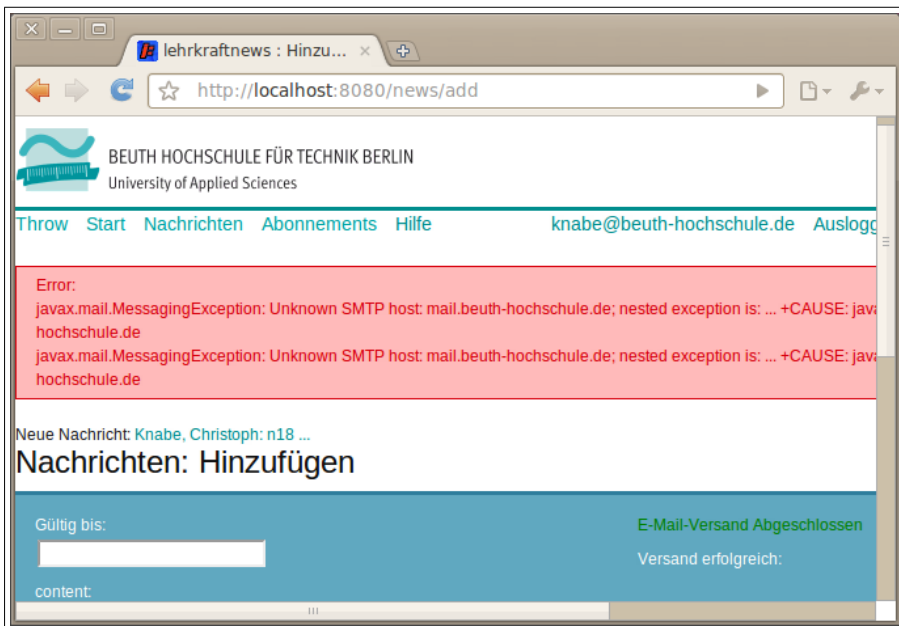 lehrkraftnews : Hinzu...
http://localhost:8080/news/add
BEUTH HOCHSCHULE FÜR TECHNIK BERLIN
University of Applied Sciences
Throw Start Nachrichten Abonnements Hilfe knabe@beuth-hochschule.de Auslogg
Error:
javax.mail.MessagingException: Unknown SMTP host: mail.beuth-hochschule.de; nested exception is: ... +CAUSE: java
hochschule.de
javax.mail.MessagingException: Unknown SMTP host: mail.beuth-hochschule.de; nested exception is: ... +CAUSE: java
hochschule.de
Neue Nachricht: Knabe, Christoph: n18 ...
Nachrichten: Hinzufügen
Gültig bis:
E-Mail-Versand Abgeschlossen
Versand erfolgreich:
content: